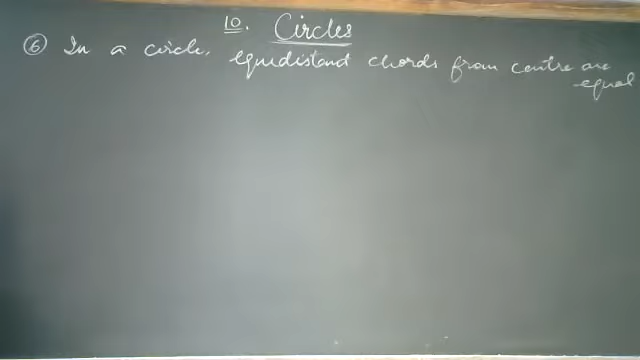 10. Circles
⑥ In a circle, equidistant chords from centre are
equal